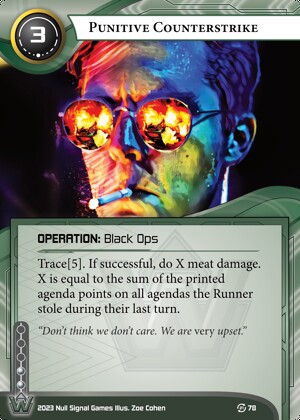 3
PUNITIVE COUNTERSTRIKE
OPERATION: Black Ops
Trace[5]. If successful, do X meat damage.
X is equal to the sum of the printed
agenda points on all agendas the Runner
stole during their last turn.
“Don’t think we don’t care. We are very upset.”
2023 Null Signal Games Illus. Zoe Cohen
78